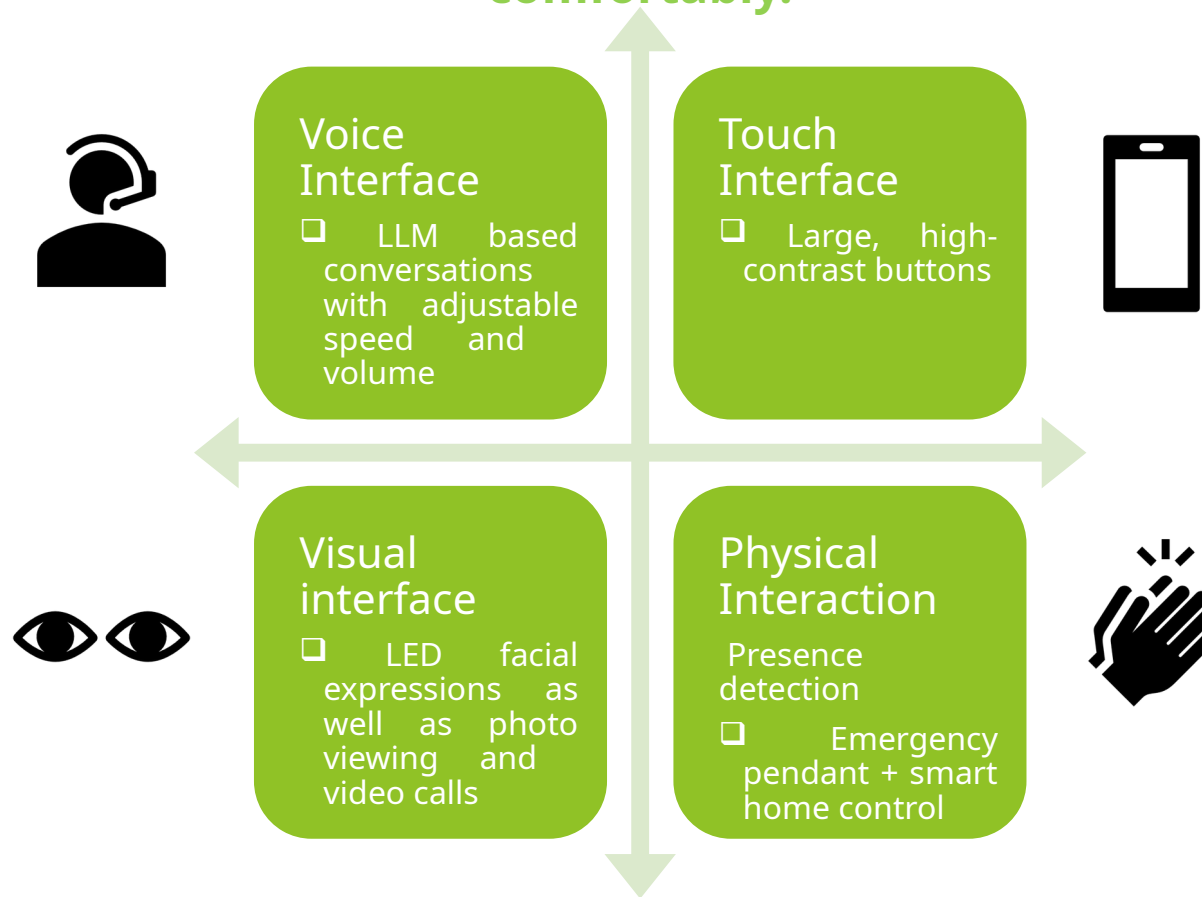 comfortably.
Voice
Interface
❑ LLM based
conversations
with adjustable
speed and
volume
Touch
Interface
❑ Large, high-
contrast buttons
Visual
interface
❑ LED facial
expressions as
well as photo
viewing and
video calls
Physical
Interaction
Presence
detection
❑ Emergency
pendant + smart
home control